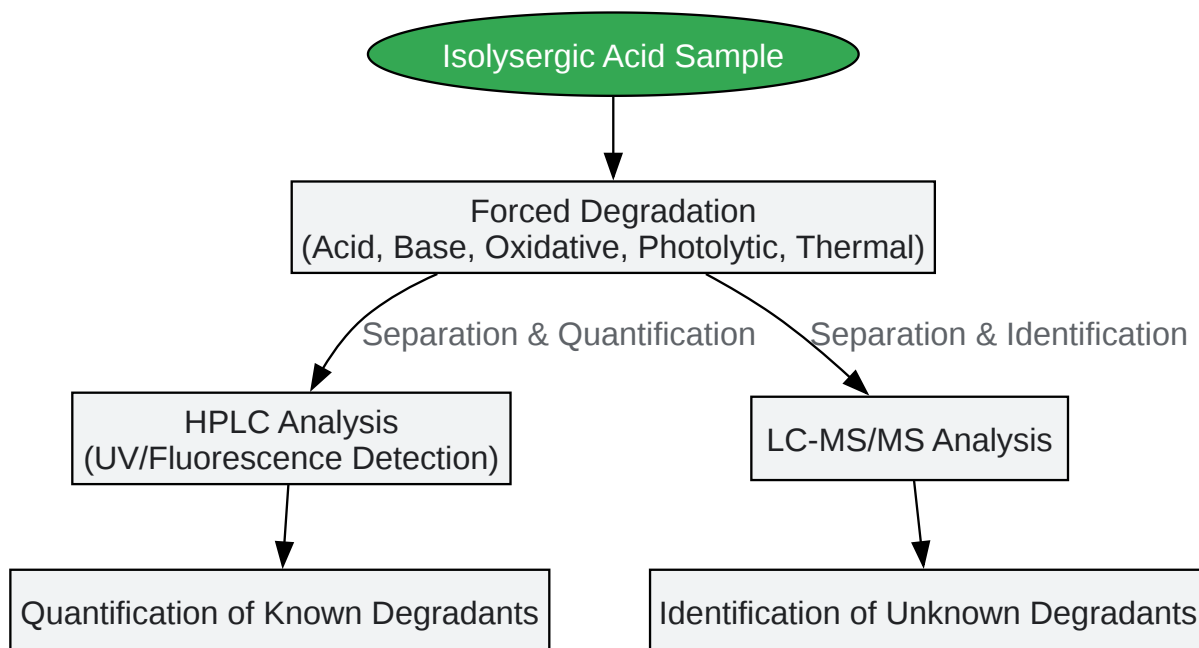 Isolysergic Acid Sample
Forced Degradation
(Acid, Base, Oxidative, Photolytic, Thermal)
Separation & Quantification
Separation & Identification
HPLC Analysis
(UV/Fluorescence Detection)
LC-MS/MS Analysis
Quantification of Known Degradants
Identification of Unknown Degradants